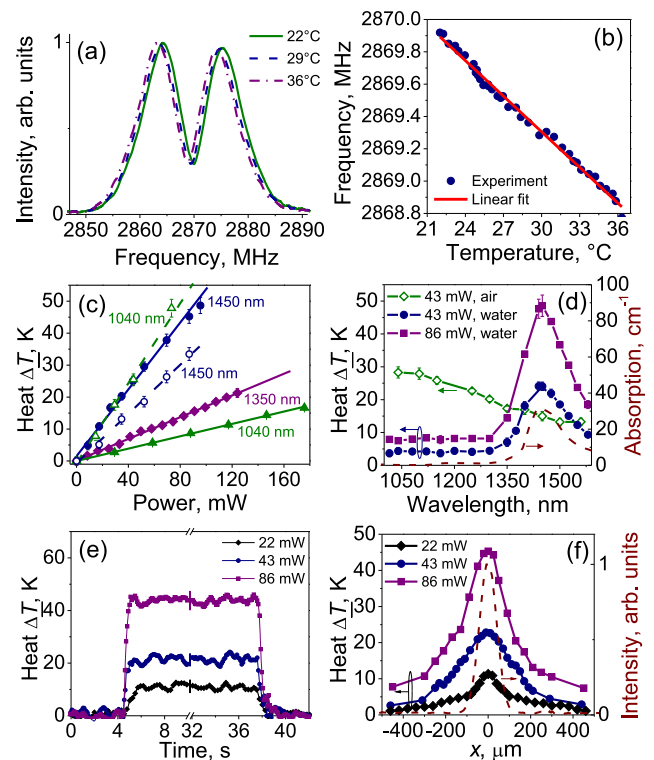 (a)
22°C
29°C
36°C
1
0
Intensity, arb. units
2850 2860 2870 2880 2890
Frequency, MHz
(b)
2870.0
2869.6
2869.2
2869.0
2868.8
Frequency, MHz
Experiment
Linear fit
21 24 27 30 33 36
Temperature, °C
(c)
50
40
30
20
10
0
Heat ΔT, K
1040 nm
1450 nm
1450 nm
1350 nm
1040 nm
0 40 80 120 160
Power, mW
(d)
43 mW, air
43 mW, water
86 mW, water
50
40
30
20
10
0
Heat ΔT, K
100
80
60
40
20
0
Absorption, cm⁻¹
1050 1200 1350 1500
Wavelength, nm
(e)
22 mW
43 mW
86 mW
60
40
20
0
Heat ΔT, K
0 4 8 32 36 40
Time, s
(f)
22 mW
43 mW
86 mW
50
45
40
35
30
25
20
15
10
5
0
Heat ΔT, K
1
0
Intensity, arb. units
-400 -200 0 200 400
x, μm